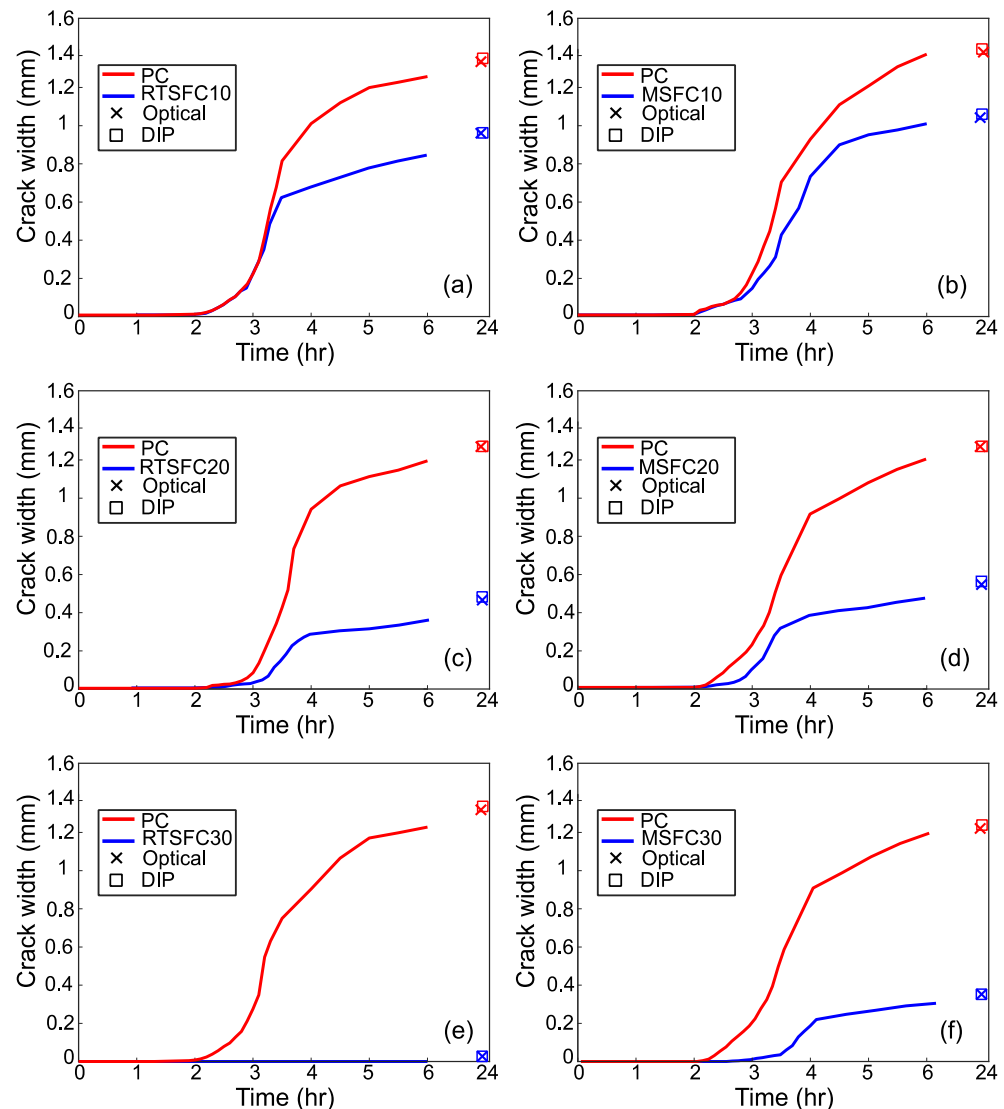 1.6
1.4
1.2
1
0.8
0.6
0.4
0.2
0
Crack width (mm)
PC
RTSFC10
Optical
DIP
(a)
0 1 2 3 4 5 6 24
Time (hr)
1.6
1.4
1.2
1
0.8
0.6
0.4
0.2
0
Crack width (mm)
PC
MSFC10
Optical
DIP
(b)
0 1 2 3 4 5 6 24
Time (hr)
1.6
1.4
1.2
1
0.8
0.6
0.4
0.2
0
Crack width (mm)
PC
RTSFC20
Optical
DIP
(c)
0 1 2 3 4 5 6 24
Time (hr)
1.6
1.4
1.2
1
0.8
0.6
0.4
0.2
0
Crack width (mm)
PC
MSFC20
Optical
DIP
(d)
0 1 2 3 4 5 6 24
Time (hr)
1.6
1.4
1.2
1
0.8
0.6
0.4
0.2
0
Crack width (mm)
PC
RTSFC30
Optical
DIP
(e)
0 1 2 3 4 5 6 24
Time (hr)
1.6
1.4
1.2
1
0.8
0.6
0.4
0.2
0
Crack width (mm)
PC
MSFC30
Optical
DIP
(f)
0 1 2 3 4 5 6 24
Time (hr)